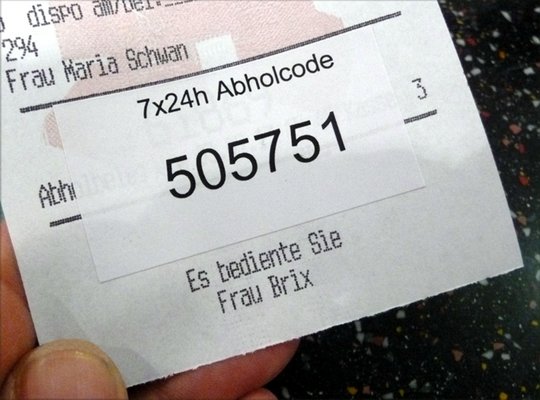 dispo am/bei:
294
Frau Maria Schwan
7x24h Abholcode
505751
3
Es bediente Sie
Frau Brix